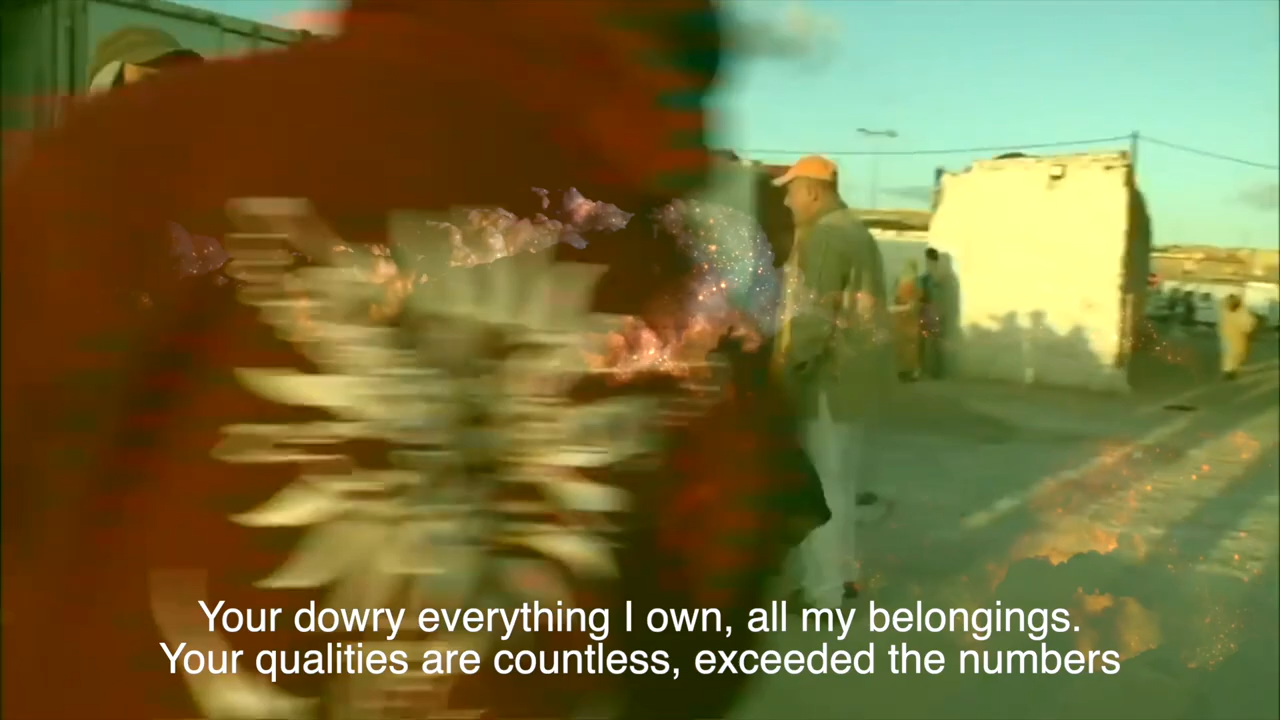 Your dowry everything I own, all my belongings.
Your qualities are countless, exceeded the numbers